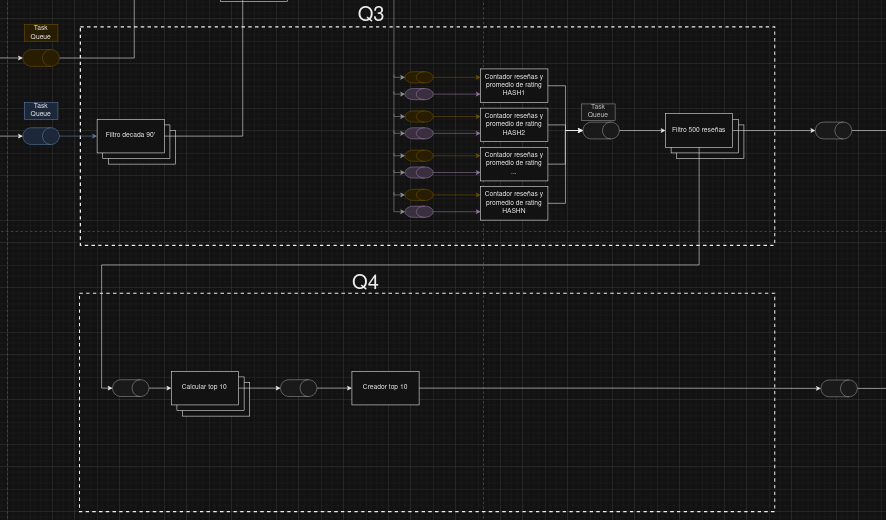 Q3
Task
Queue
Task
Queue
Filtro decada 90'
Contador reseñas y
promedio de rating
HASH1
Contador reseñas y
promedio de rating
HASH2
Contador reseñas y
promedio de rating
...
Contador reseñas y
promedio de rating
HASHN
Task
Queue
Filtro 500 reseñas
Q4
Calcular top 10
Creador top 10